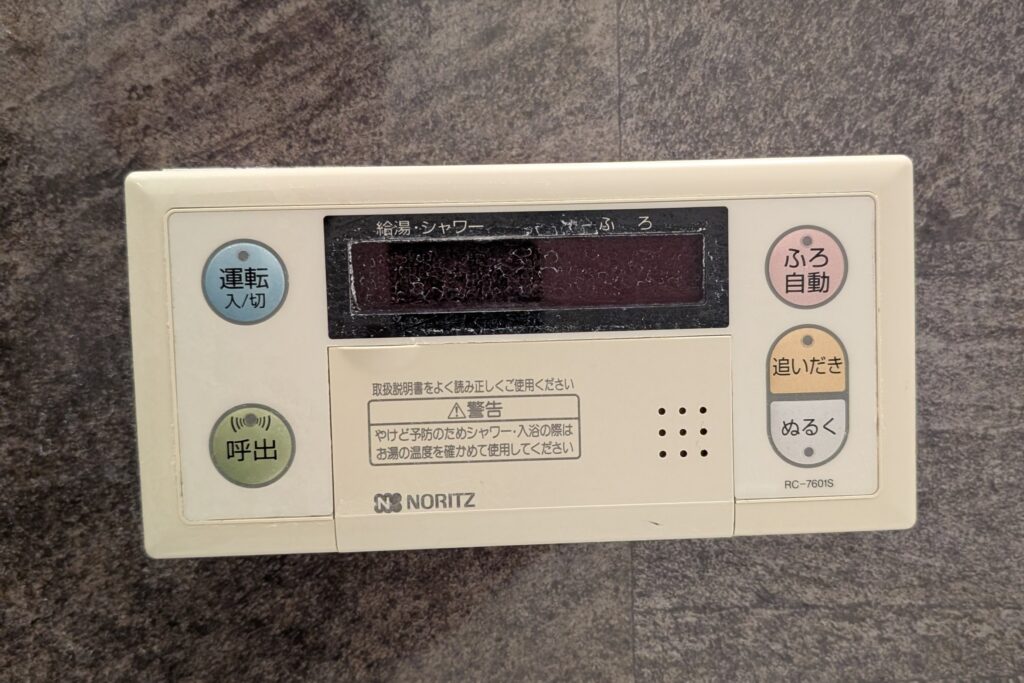 給湯・シャワー
ふろ
運転
入/切
ふろ
自動
取扱説明書をよく読み正しくご使用ください
⚠警告
やけど予防のためシャワー・入浴の際は
お湯の温度を確かめて使用してください
追いだき
ぬるく
呼出
NORITZ
RC-7601S